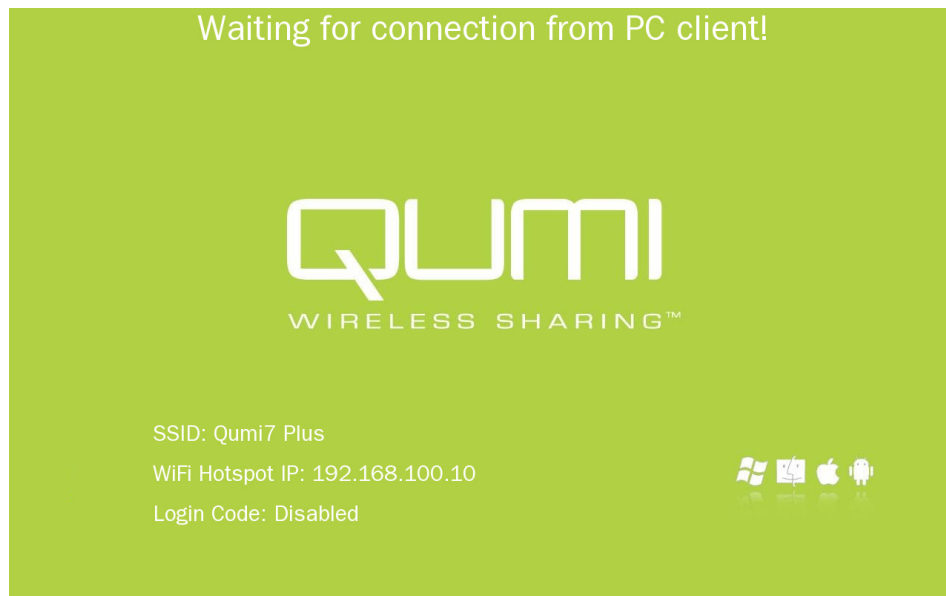 Waiting for connection from PC client!
QUMI
WIRELESS SHARING™
SSID: Qumi7 Plus
WiFi Hotspot IP: 192.168.100.10
Login Code: Disabled